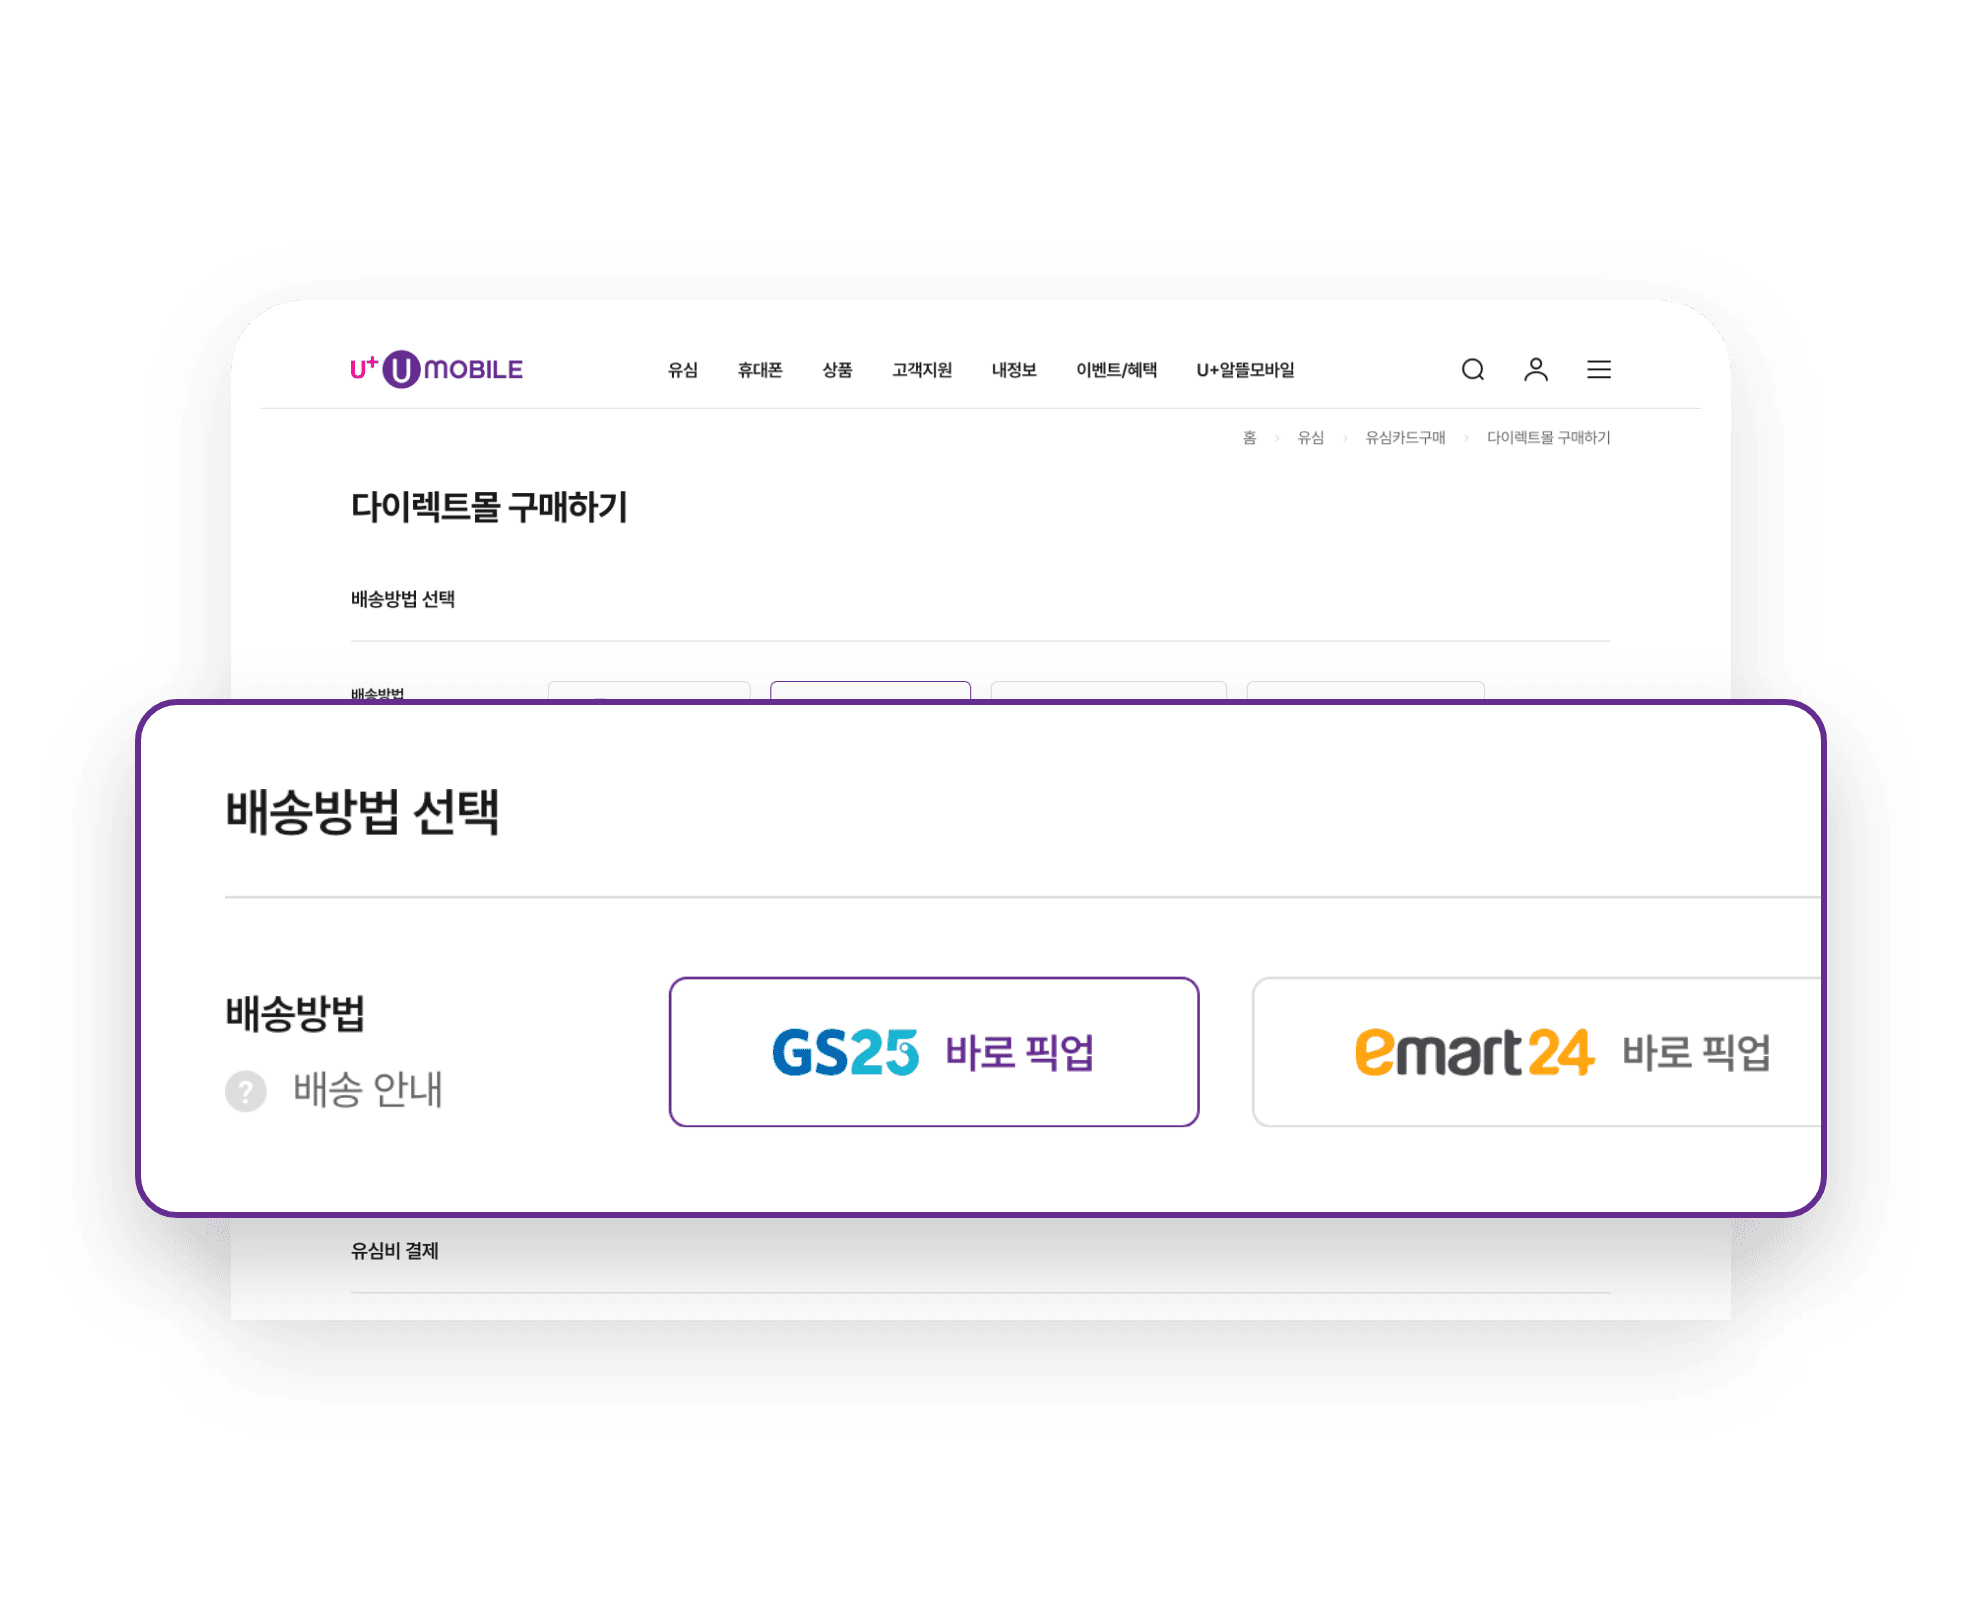 U+ U MOBILE 유심 휴대폰 상품 고객지원 내정보 이벤트/혜택 U+알뜰모바일
홈 > 유심 > 유심카드구매 > 다이렉트몰 구매하기
다이렉트몰 구매하기
배송방법 선택
배송방법
배송방법 선택
배송방법
GS25 바로 픽업
emart24 바로 픽업
? 배송 안내
유심비 결제